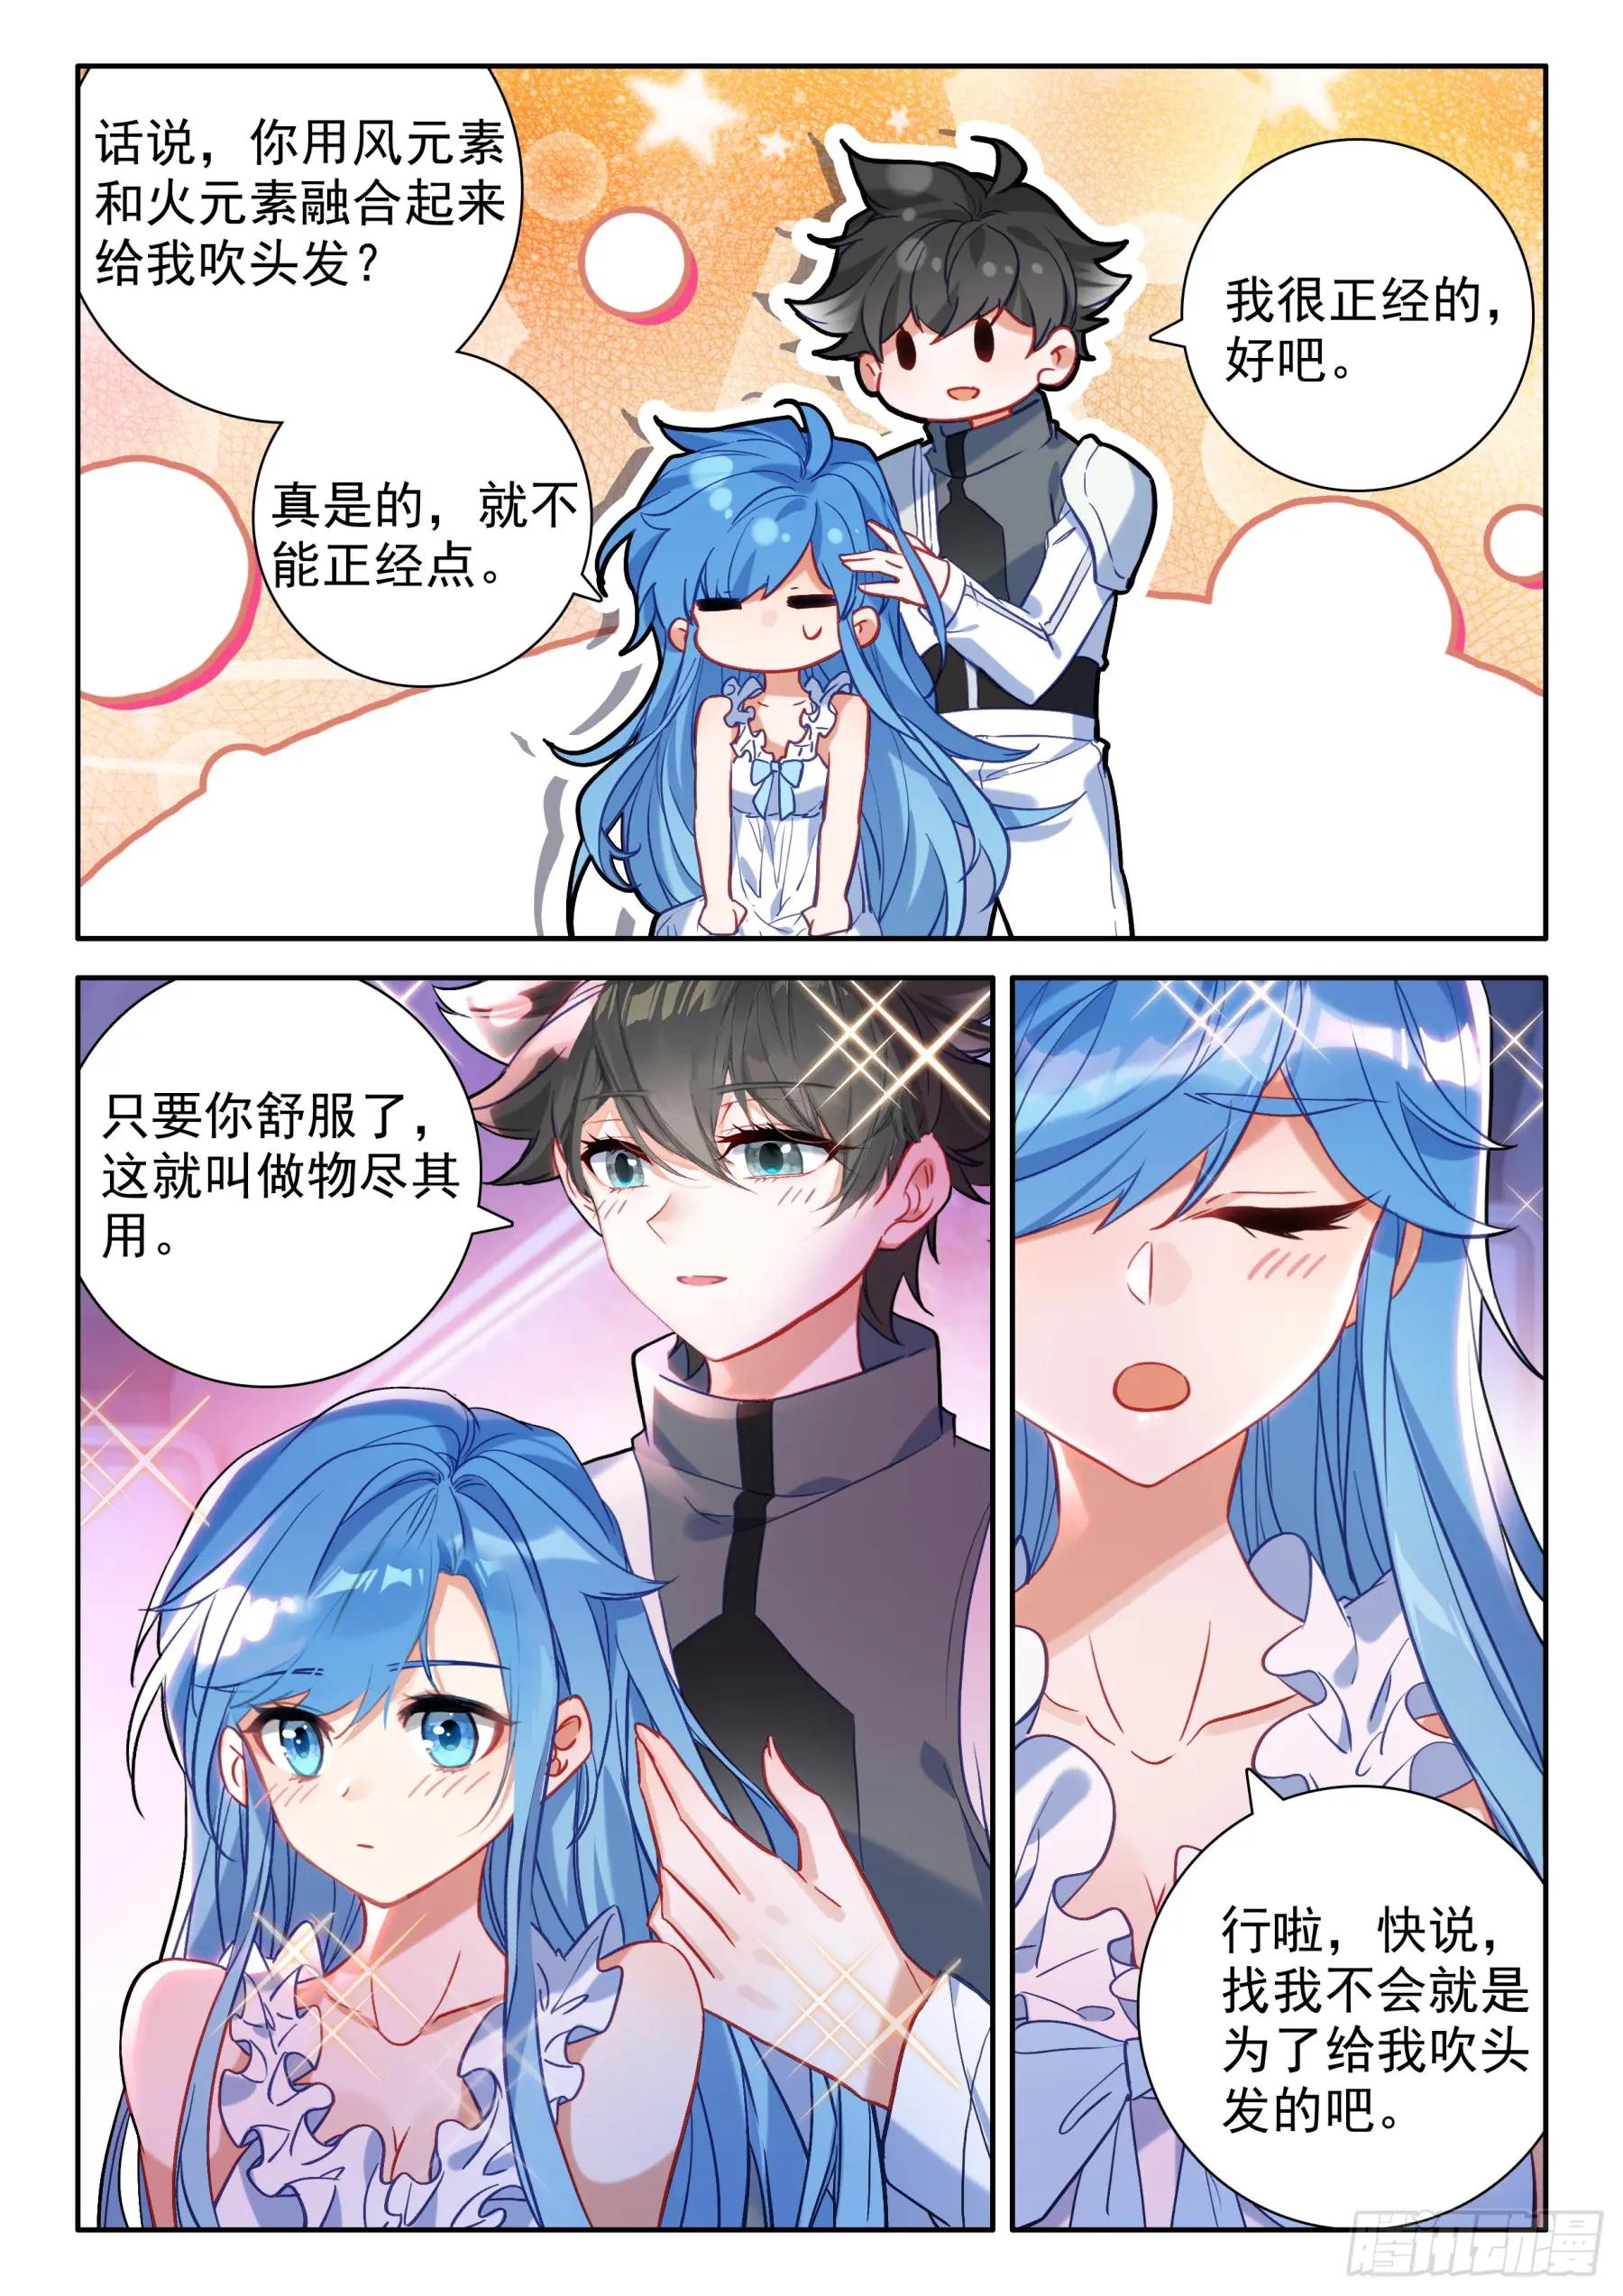 话说，你用风元素
和火元素融合起来
给我吹头发？
真是的，就不
能正经点。
我很正经的，
好吧。
只要你舒服了，
这就叫做物尽其
用。
行啦，快说，
找我不会就是
为了给我吹头
发的吧。
腾讯动漫